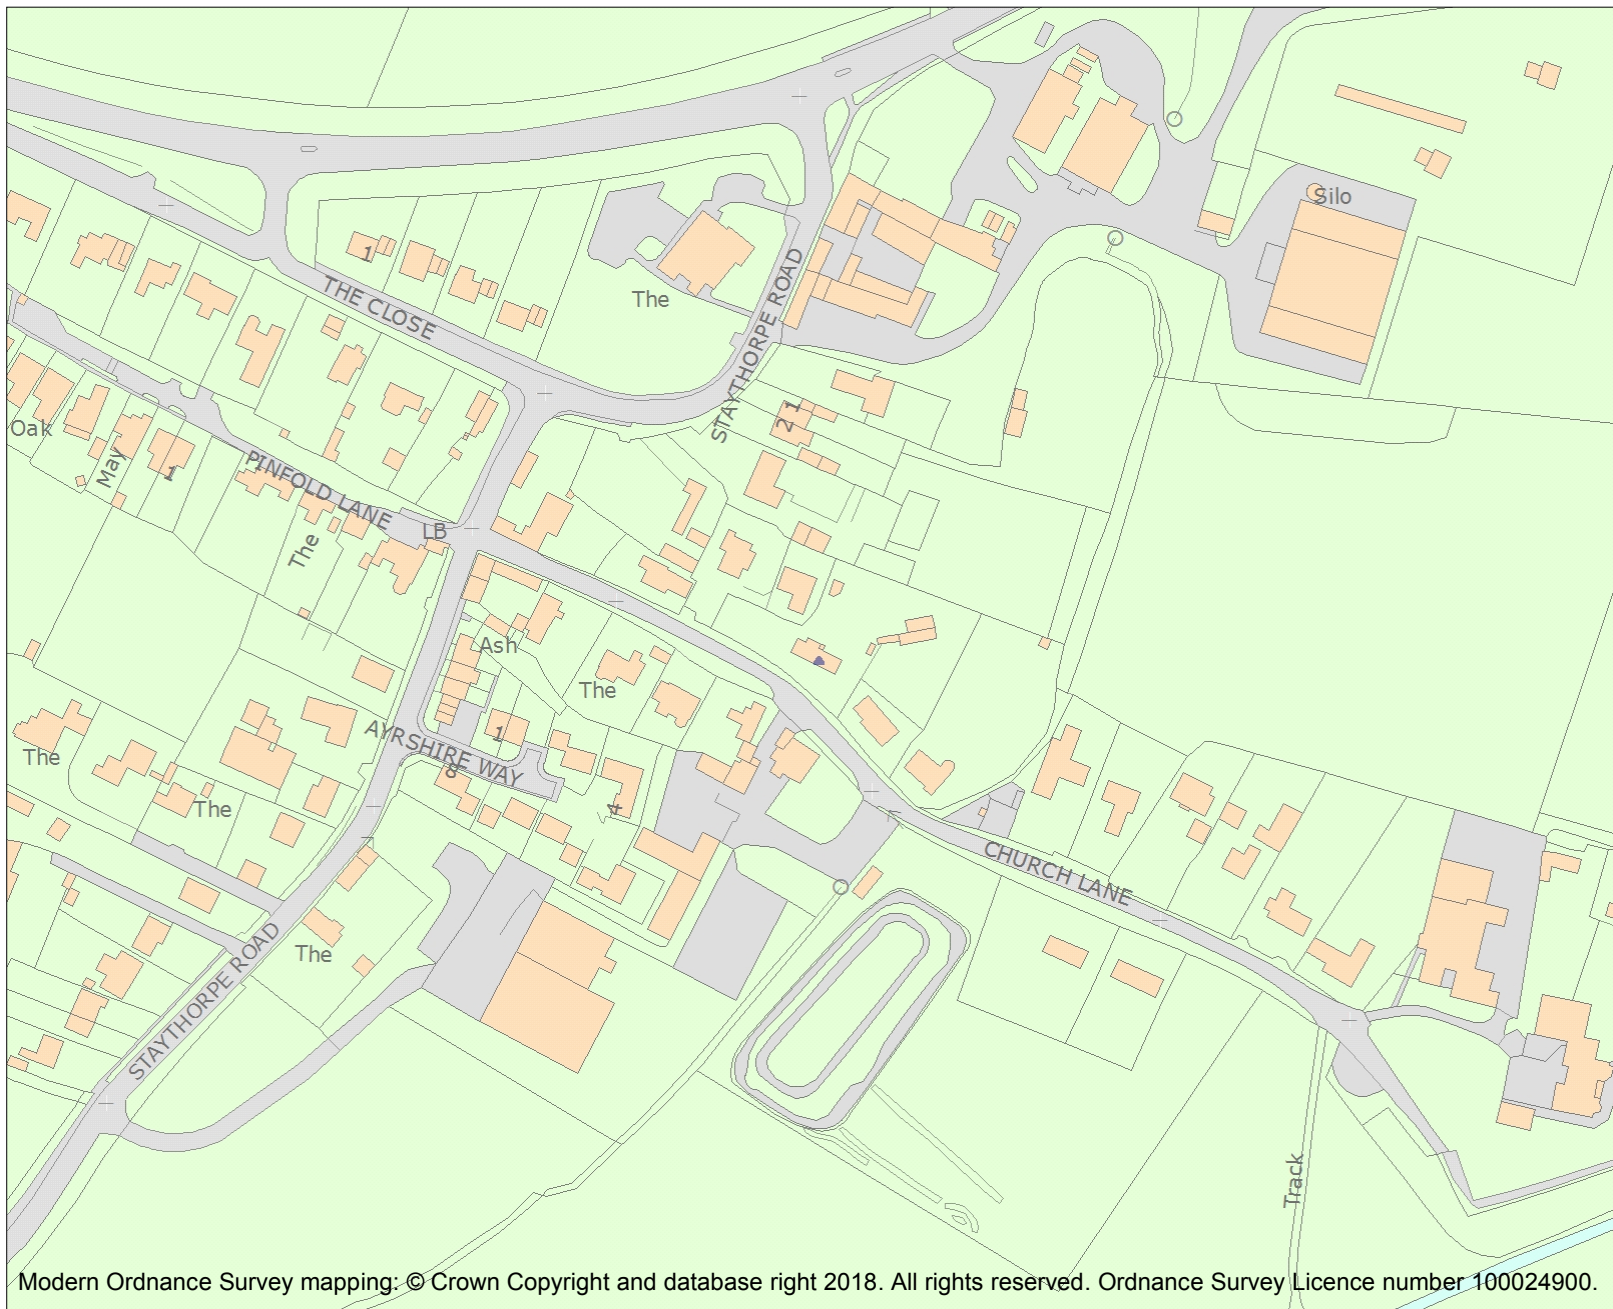 Silo
1
THE CLOSE
The
STAYTHORPE ROAD
2 1
Oak
May
1
PINFOLD LANE
The
LB
Ash
The
1
AYRSHIRE WAY
8
4
The
The
CHURCH LANE
The
STAYTHORPE ROAD
Track
Modern Ordnance Survey mapping: © Crown Copyright and database right 2018. All rights reserved. Ordnance Survey Licence number 100024900.